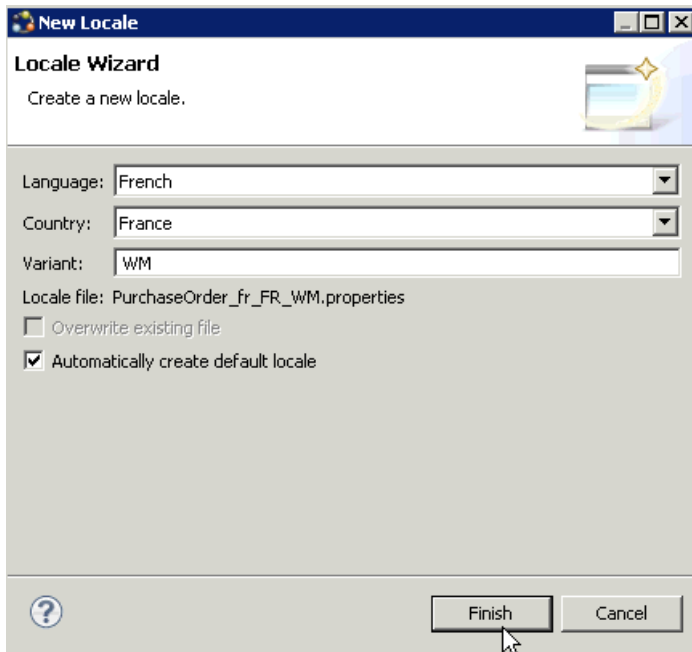 New Locale
Locale Wizard
Create a new locale.
Language: French
Country: France
Variant: WM
Locale file: PurchaseOrder_fr_FR_WM.properties
Overwrite existing file
Automatically create default locale
? Finish Cancel